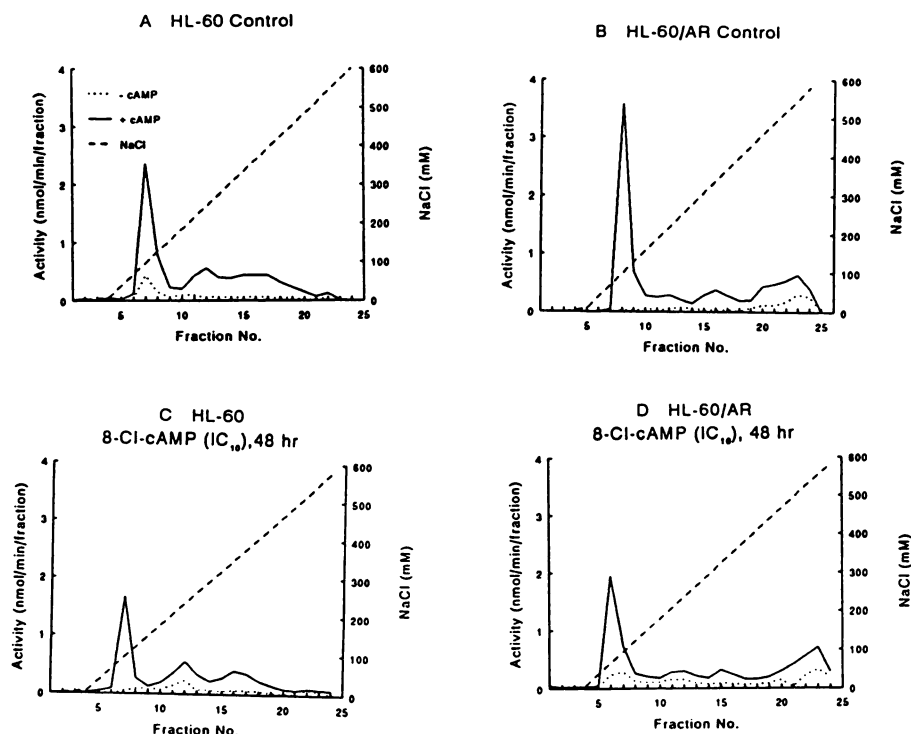 A HL-60 Control
4
3
2
1
0
Activity (nmol/min/fraction)
- cAMP
+ cAMP
NaCl
600
500
400
300
200
100
0
NaCl (mM)
5 10 15 20 25
Fraction No.
B HL-60/AR Control
4
3
2
1
0
Activity (nmol/min/fraction)
600
500
400
300
200
100
0
NaCl (mM)
5 10 15 20 25
Fraction No.
C HL-60
8-Cl-cAMP (IC₁₀), 48 hr
4
3
2
1
0
Activity (nmol/min/fraction)
600
500
400
300
200
100
0
NaCl (mM)
5 10 15 20 25
Fraction No.
D HL-60/AR
8-Cl-cAMP (IC₁₀), 48 hr
4
3
2
1
0
Activity (nmol/min/fraction)
600
500
400
300
200
100
0
NaCl (mM)
5 10 15 20 25
Fraction No.